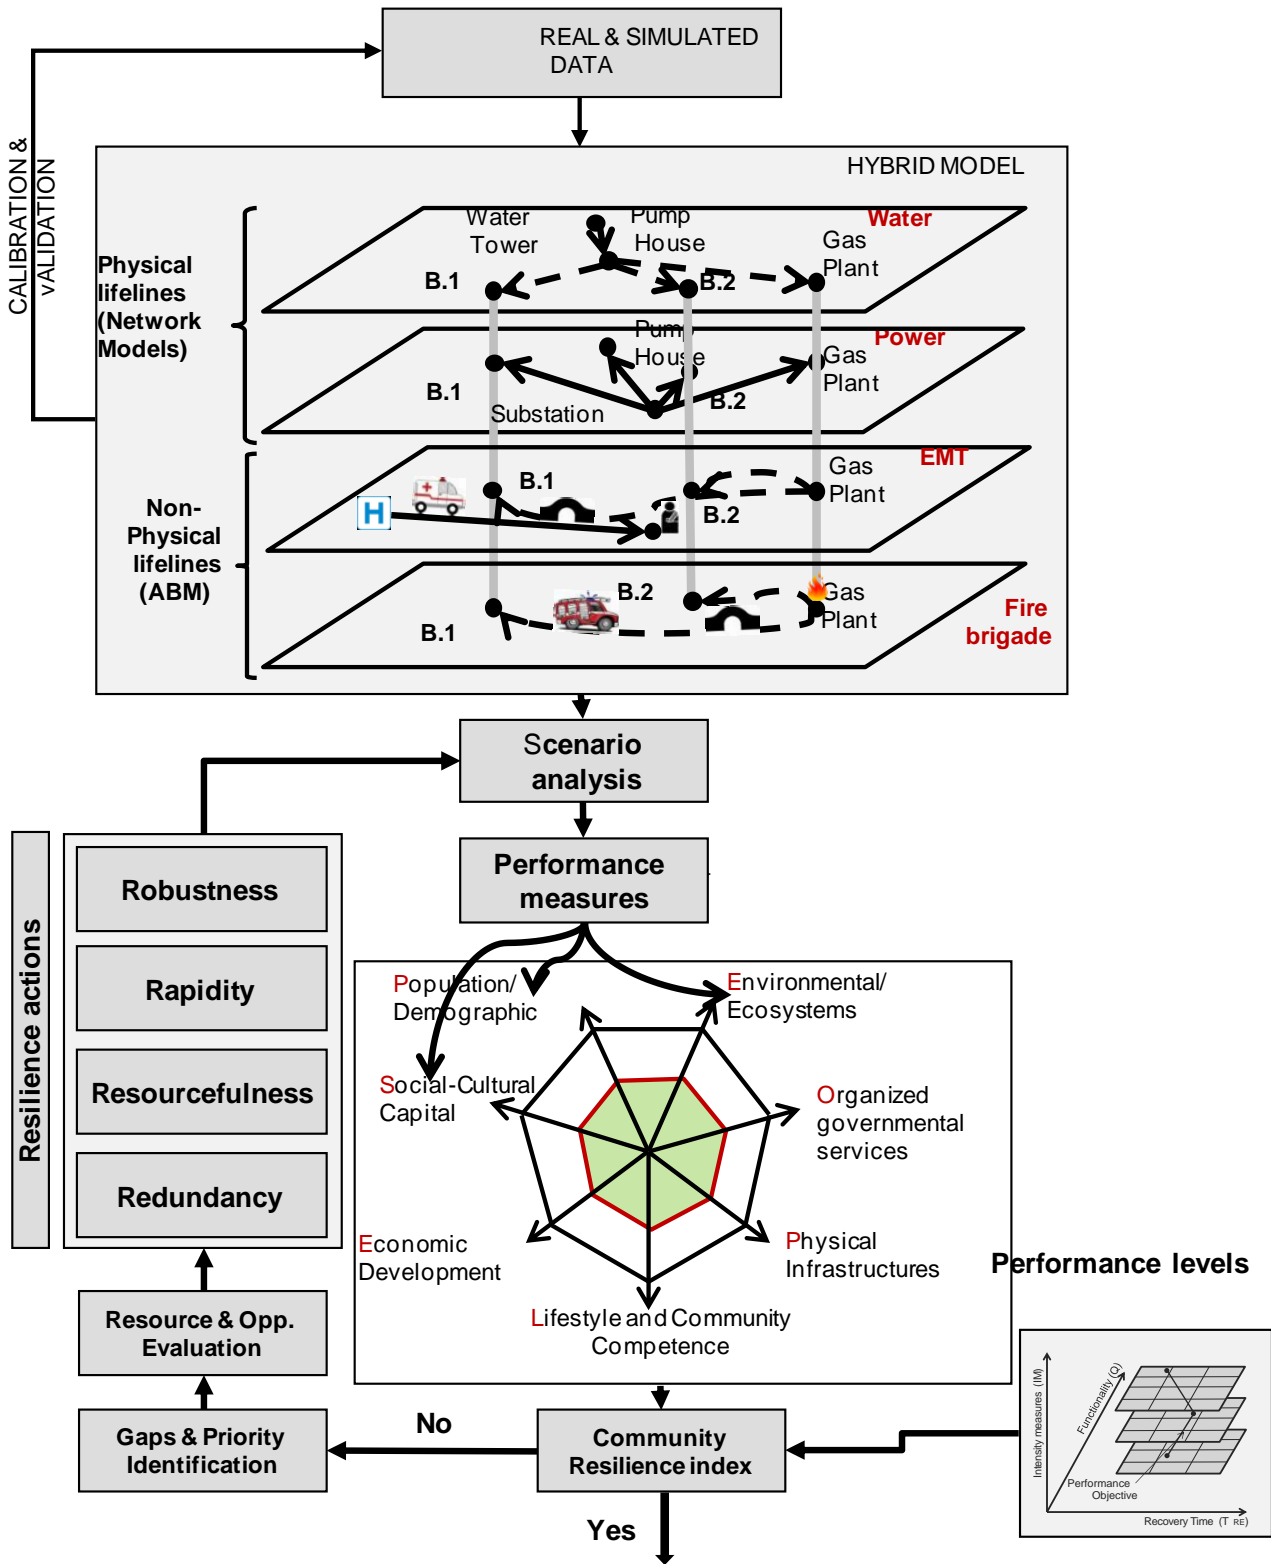 REAL & SIMULATED
DATA
CALIBRATION &
vALIDATION
HYBRID MODEL
Physical
lifelines
(Network
Models)
Water
Tower
Pump
House
Water
Gas
Plant
B.1
B.2
Pump
House
Power
Gas
Plant
B.1
B.2
Substation
Non-
Physical
lifelines
(ABM)
EMT
Gas
Plant
B.1
B.2
H
B.2
Gas
Plant
B.1
Fire
brigade
Scenario
analysis
Performance
measures
Resilience actions
Robustness
Rapidity
Resourcefulness
Redundancy
Population/
Demographic
Environmental/
Ecosystems
Social-Cultural
Capital
Organized
governmental
services
Economic
Development
Physical
Infrastructures
Lifestyle and Community
Competence
Performance levels
Resource & Opp.
Evaluation
Gaps & Priority
Identification
No
Community
Resilience index
Yes
Intensity measures (IM)
Functionality (Q)
Performance
Objective
Recovery Time (T RE)